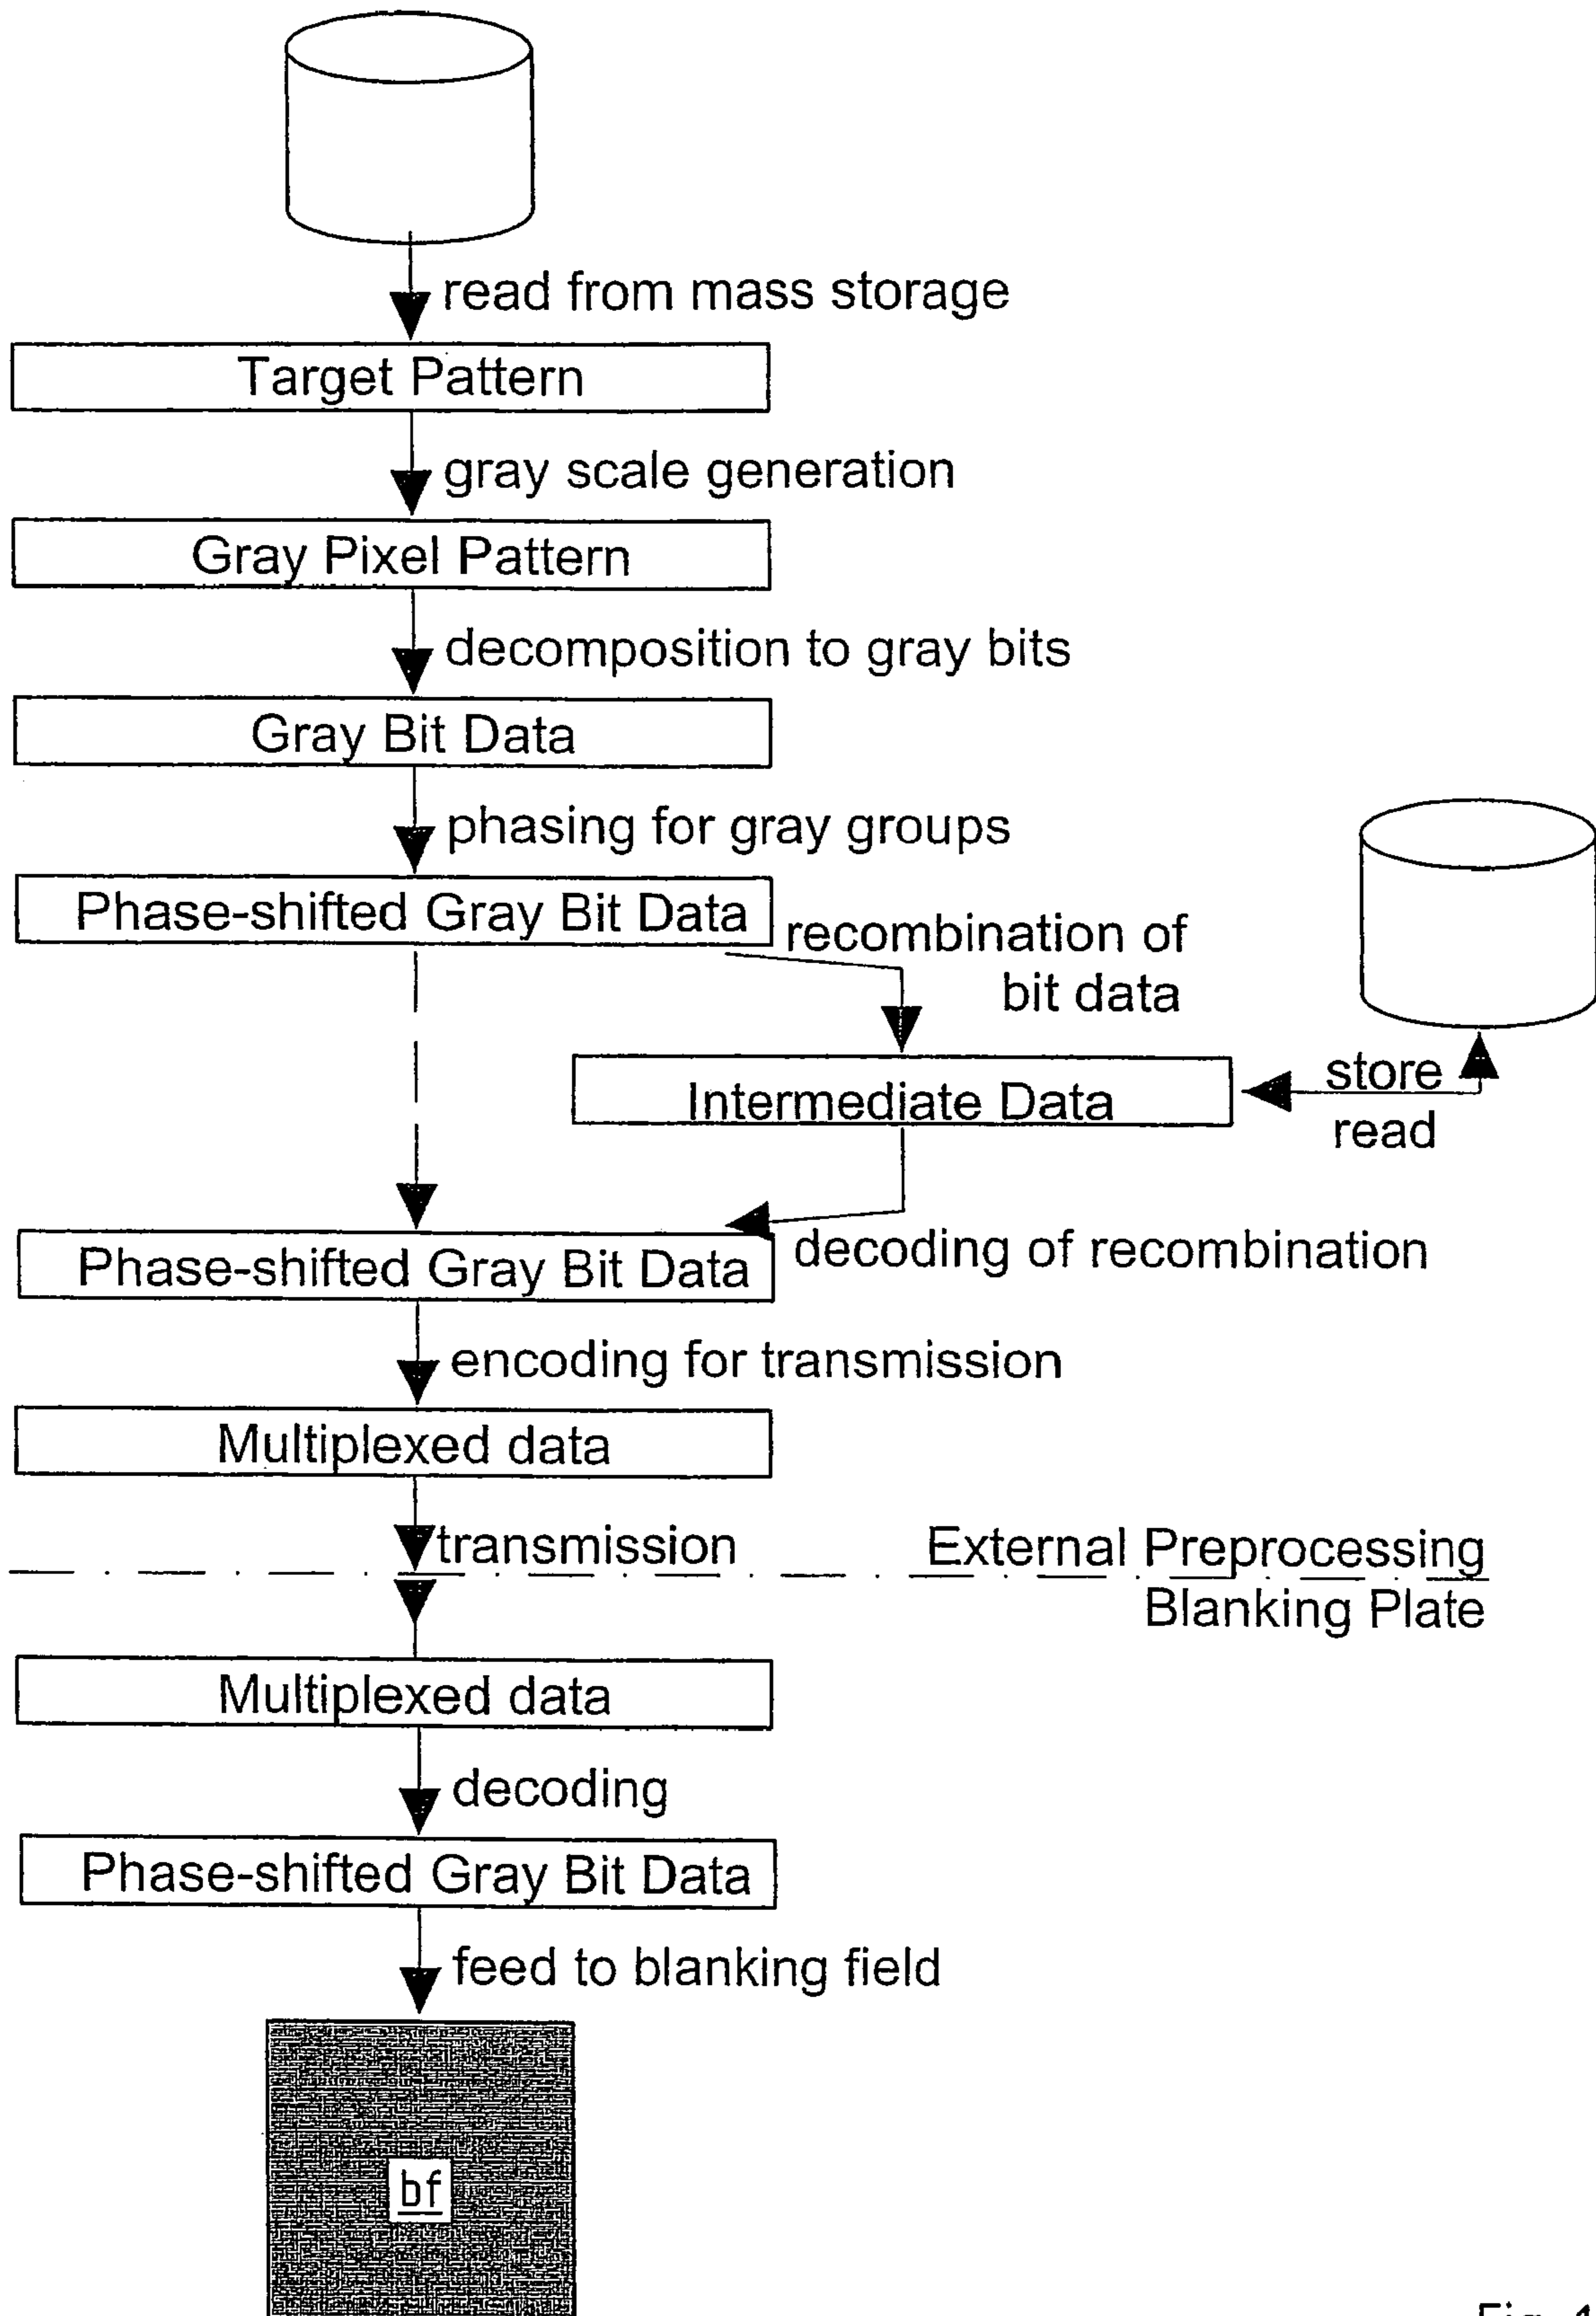 read from mass storage
Target Pattern
gray scale generation
Gray Pixel Pattern
decomposition to gray bits
Gray Bit Data
phasing for gray groups
Phase-shifted Gray Bit Data
recombination of
bit data
Intermediate Data
store
read
Phase-shifted Gray Bit Data
decoding of recombination
encoding for transmission
Multiplexed data
transmission
External Preprocessing
Blanking Plate
Multiplexed data
decoding
Phase-shifted Gray Bit Data
feed to blanking field
bf